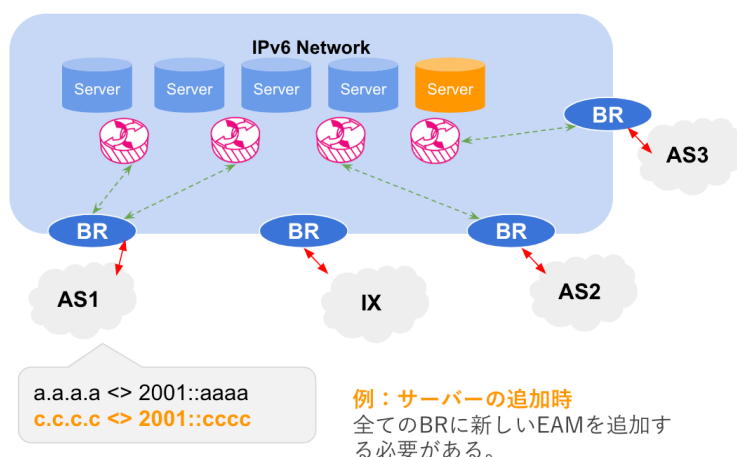 IPv6 Network
Server
Server
Server
Server
Server
BR
AS3
BR
BR
BR
AS1
IX
AS2
a.a.a.a <> 2001::aaaa
c.c.c.c <> 2001::cccc
例：サーバーの追加時
全てのBRに新しいEAMを追加す
る必要がある。